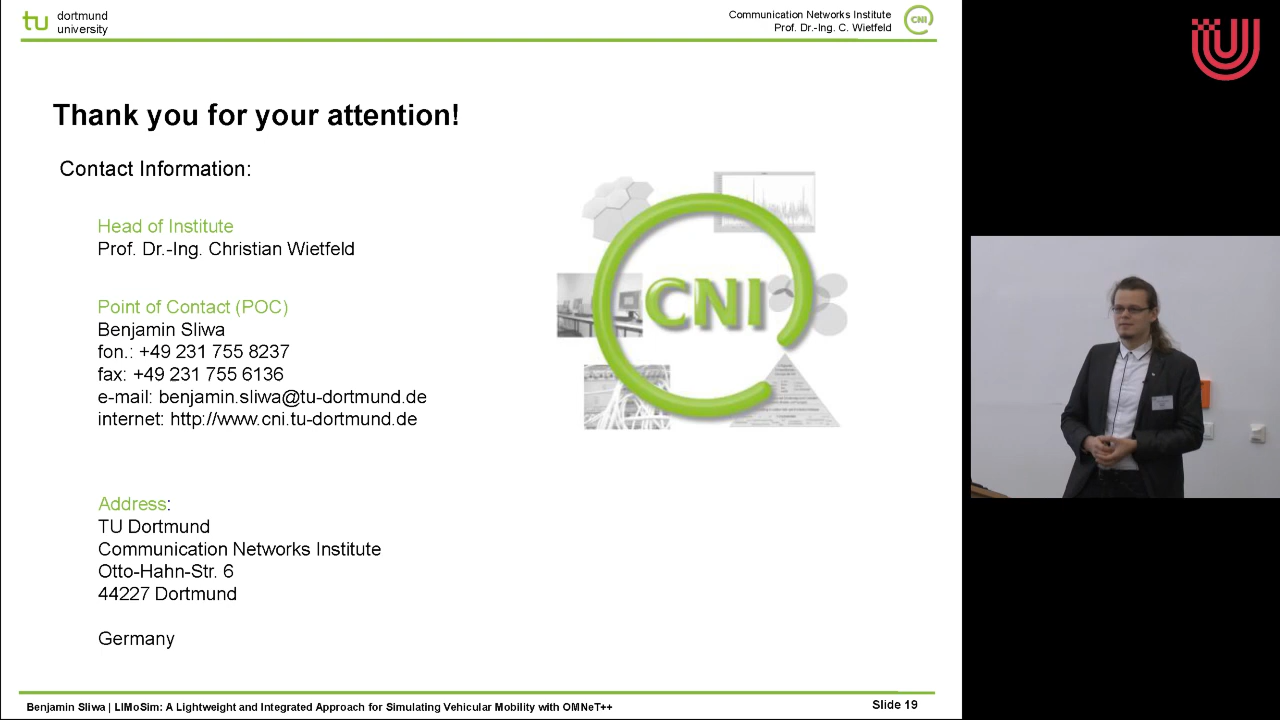 tu dortmund
university
Communication Networks Institute
Prof. Dr.-Ing. C. Wietfeld
CNI
Thank you for your attention!
Contact Information:
Head of Institute
Prof. Dr.-Ing. Christian Wietfeld
Point of Contact (POC)
Benjamin Sliwa
fon.: +49 231 755 8237
fax: +49 231 755 6136
e-mail: benjamin.sliwa@tu-dortmund.de
internet: http://www.cni.tu-dortmund.de
CNI
Address:
TU Dortmund
Communication Networks Institute
Otto-Hahn-Str. 6
44227 Dortmund
Germany
Benjamin Sliwa | LIMoSim: A Lightweight and Integrated Approach for Simulating Vehicular Mobility with OMNeT++
Slide 19